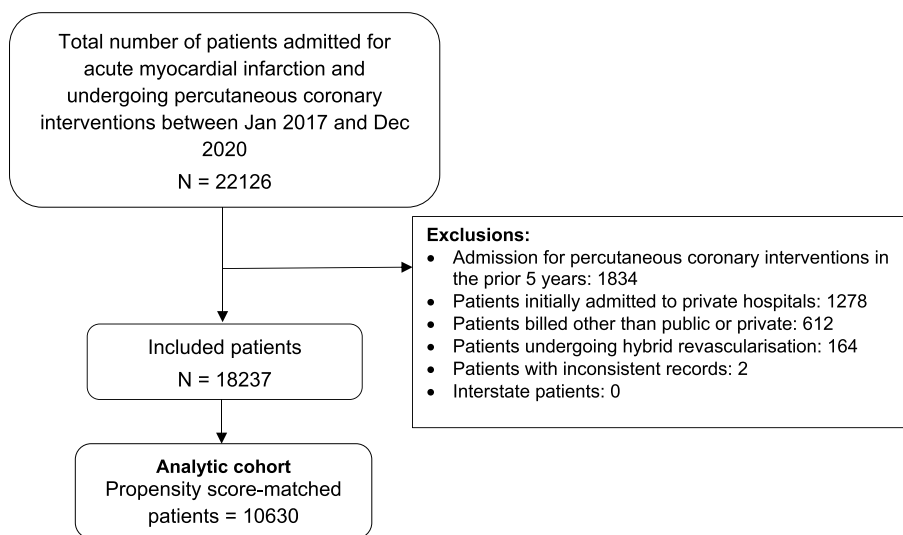 Total number of patients admitted for
acute myocardial infarction and
undergoing percutaneous coronary
interventions between Jan 2017 and Dec
2020
N = 22126
Exclusions:
• Admission for percutaneous coronary interventions in
the prior 5 years: 1834
• Patients initially admitted to private hospitals: 1278
• Patients billed other than public or private: 612
• Patients undergoing hybrid revascularisation: 164
• Patients with inconsistent records: 2
• Interstate patients: 0
Included patients
N = 18237
Analytic cohort
Propensity score-matched
patients = 10630